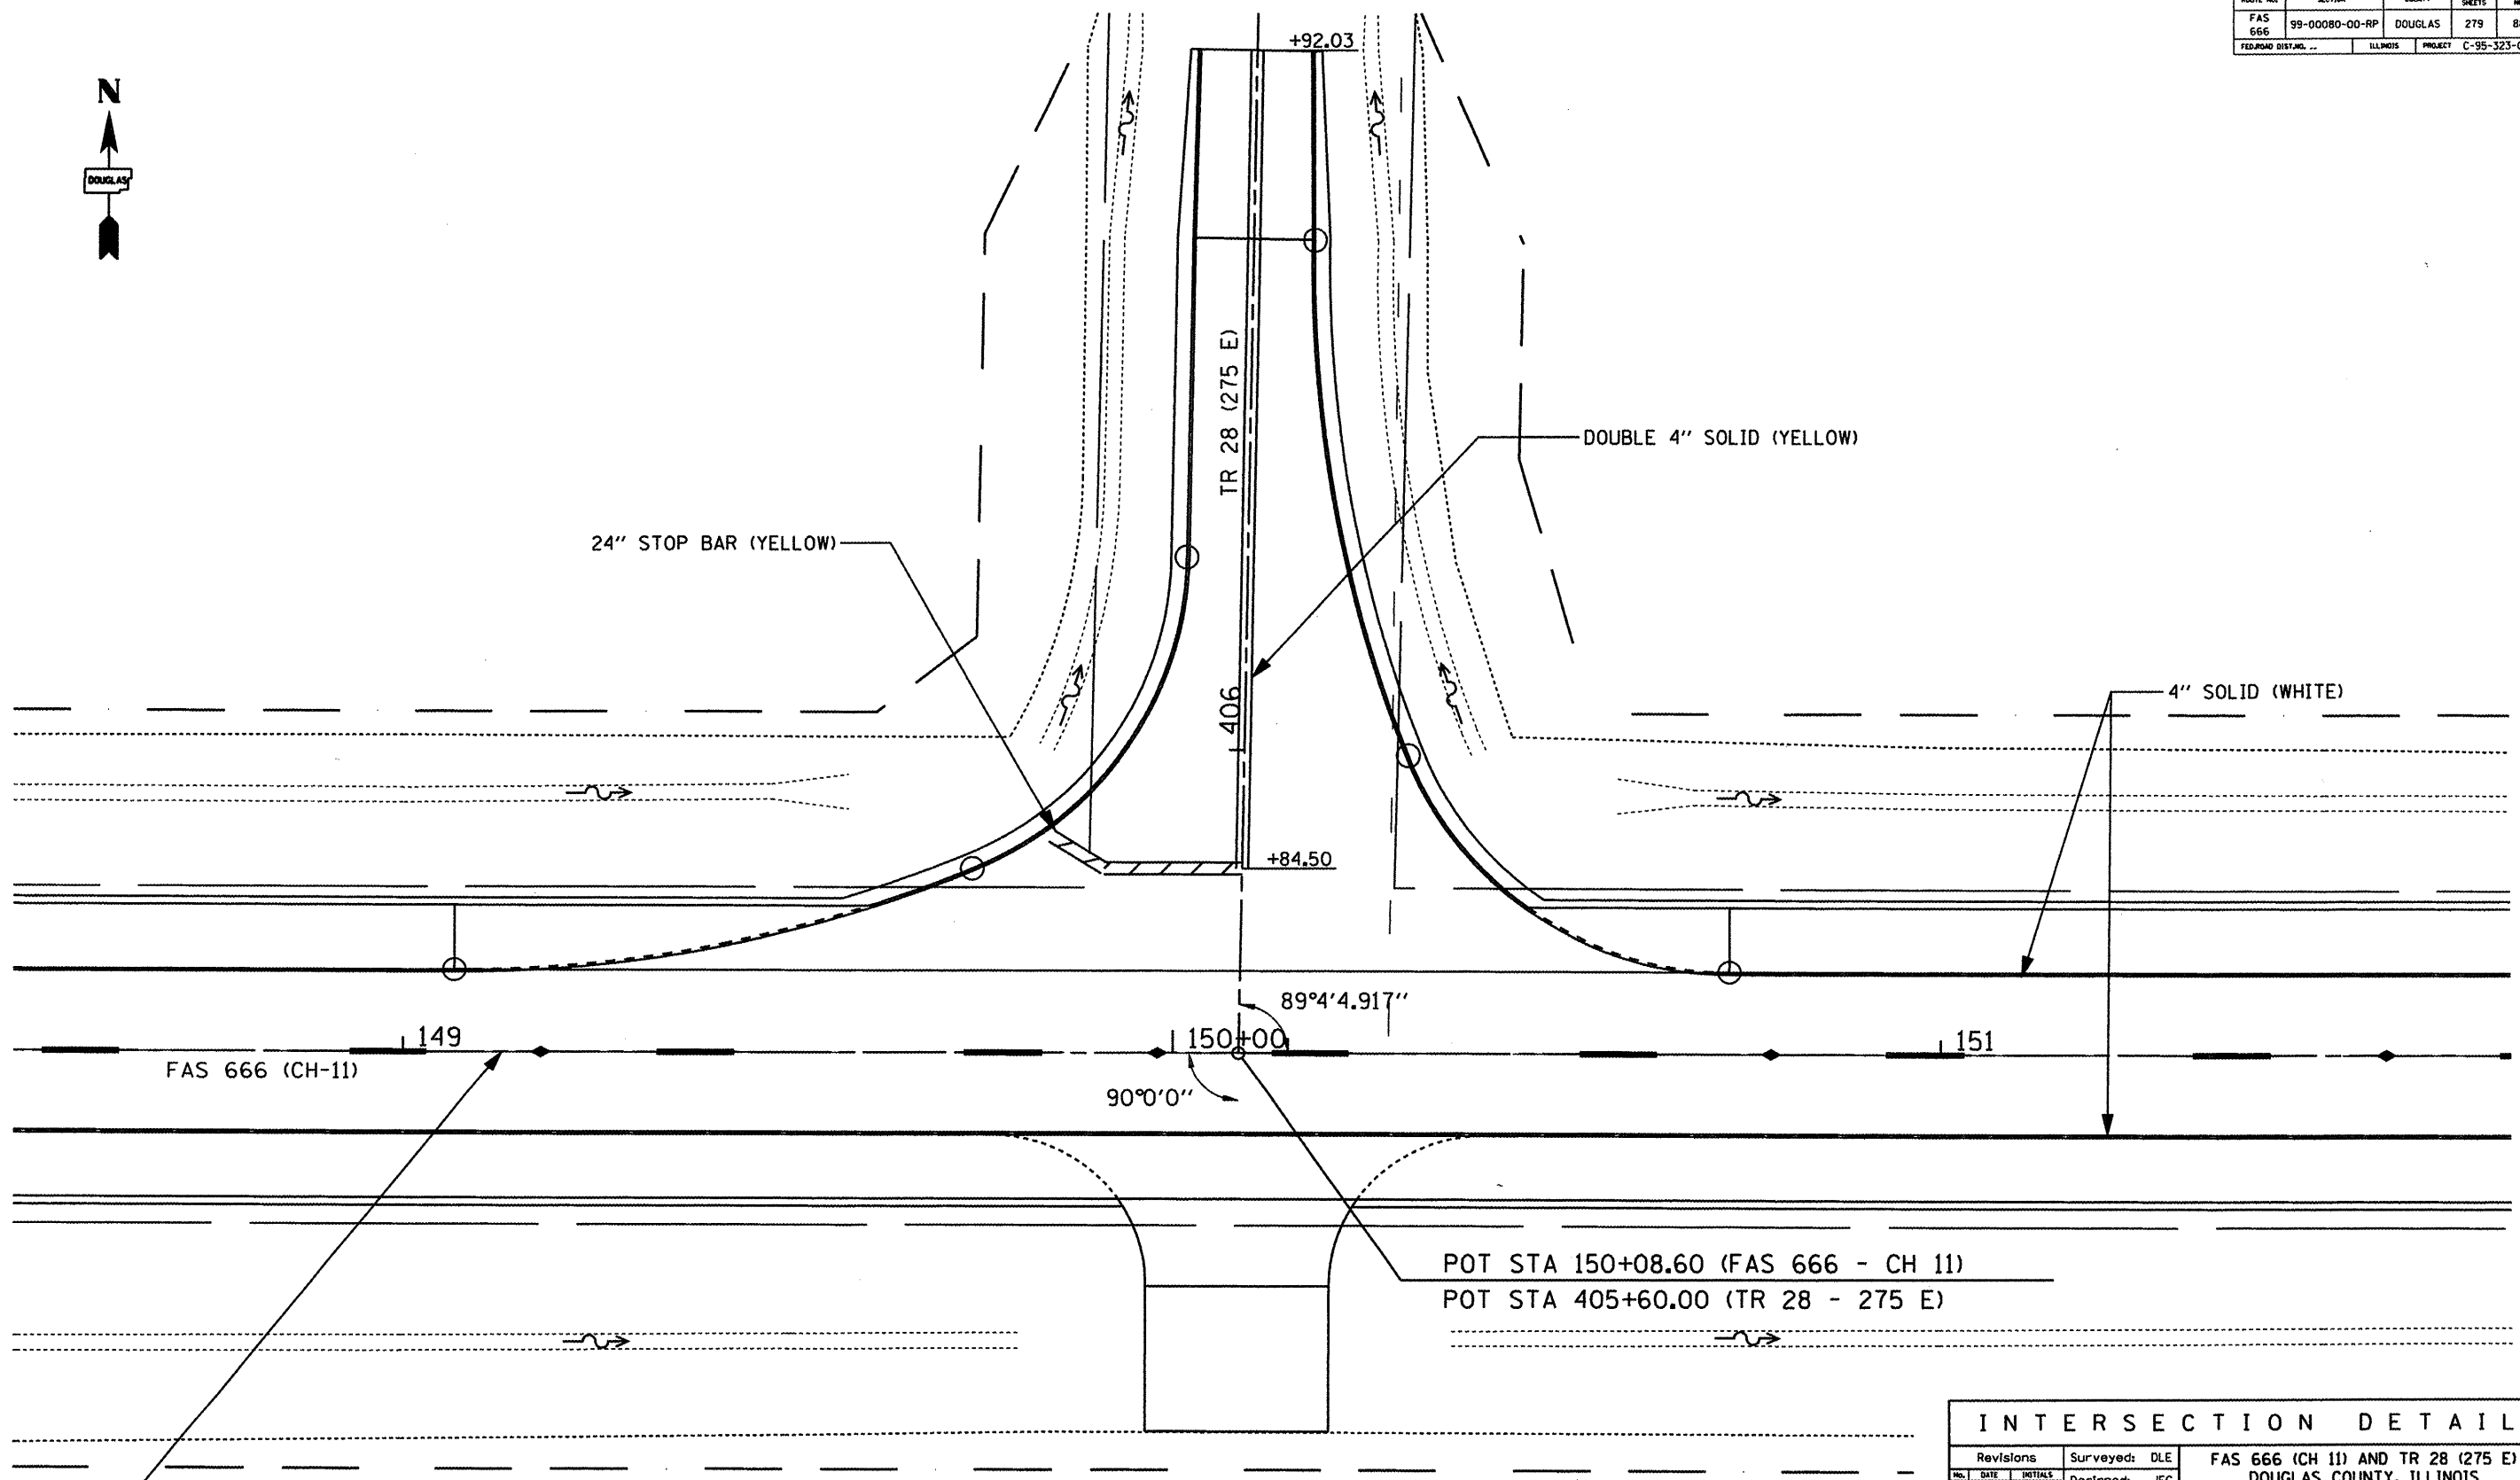 FAS 666
99-00080-00-RP
DOUGLAS
279
ILLINOIS
PROJECT
C-95-323-
N
DOUGLAS
+92.03
TR 28 (275 E)
DOUBLE 4" SOLID (YELLOW)
24" STOP BAR (YELLOW)
4" SOLID (WHITE)
406
+84.50
89°4'4.917"
149
150+00
151
FAS 666 (CH-11)
90°0'0"
POT STA 150+08.60 (FAS 666 - CH 11)
POT STA 405+60.00 (TR 28 - 275 E)
INTERSECTION DETAIL
Revisions
Surveyed: DLE
FAS 666 (CH 11) AND TR 28 (275 E)
No. DATE INITIALS
DOUGLAS COUNTY, ILLINOIS